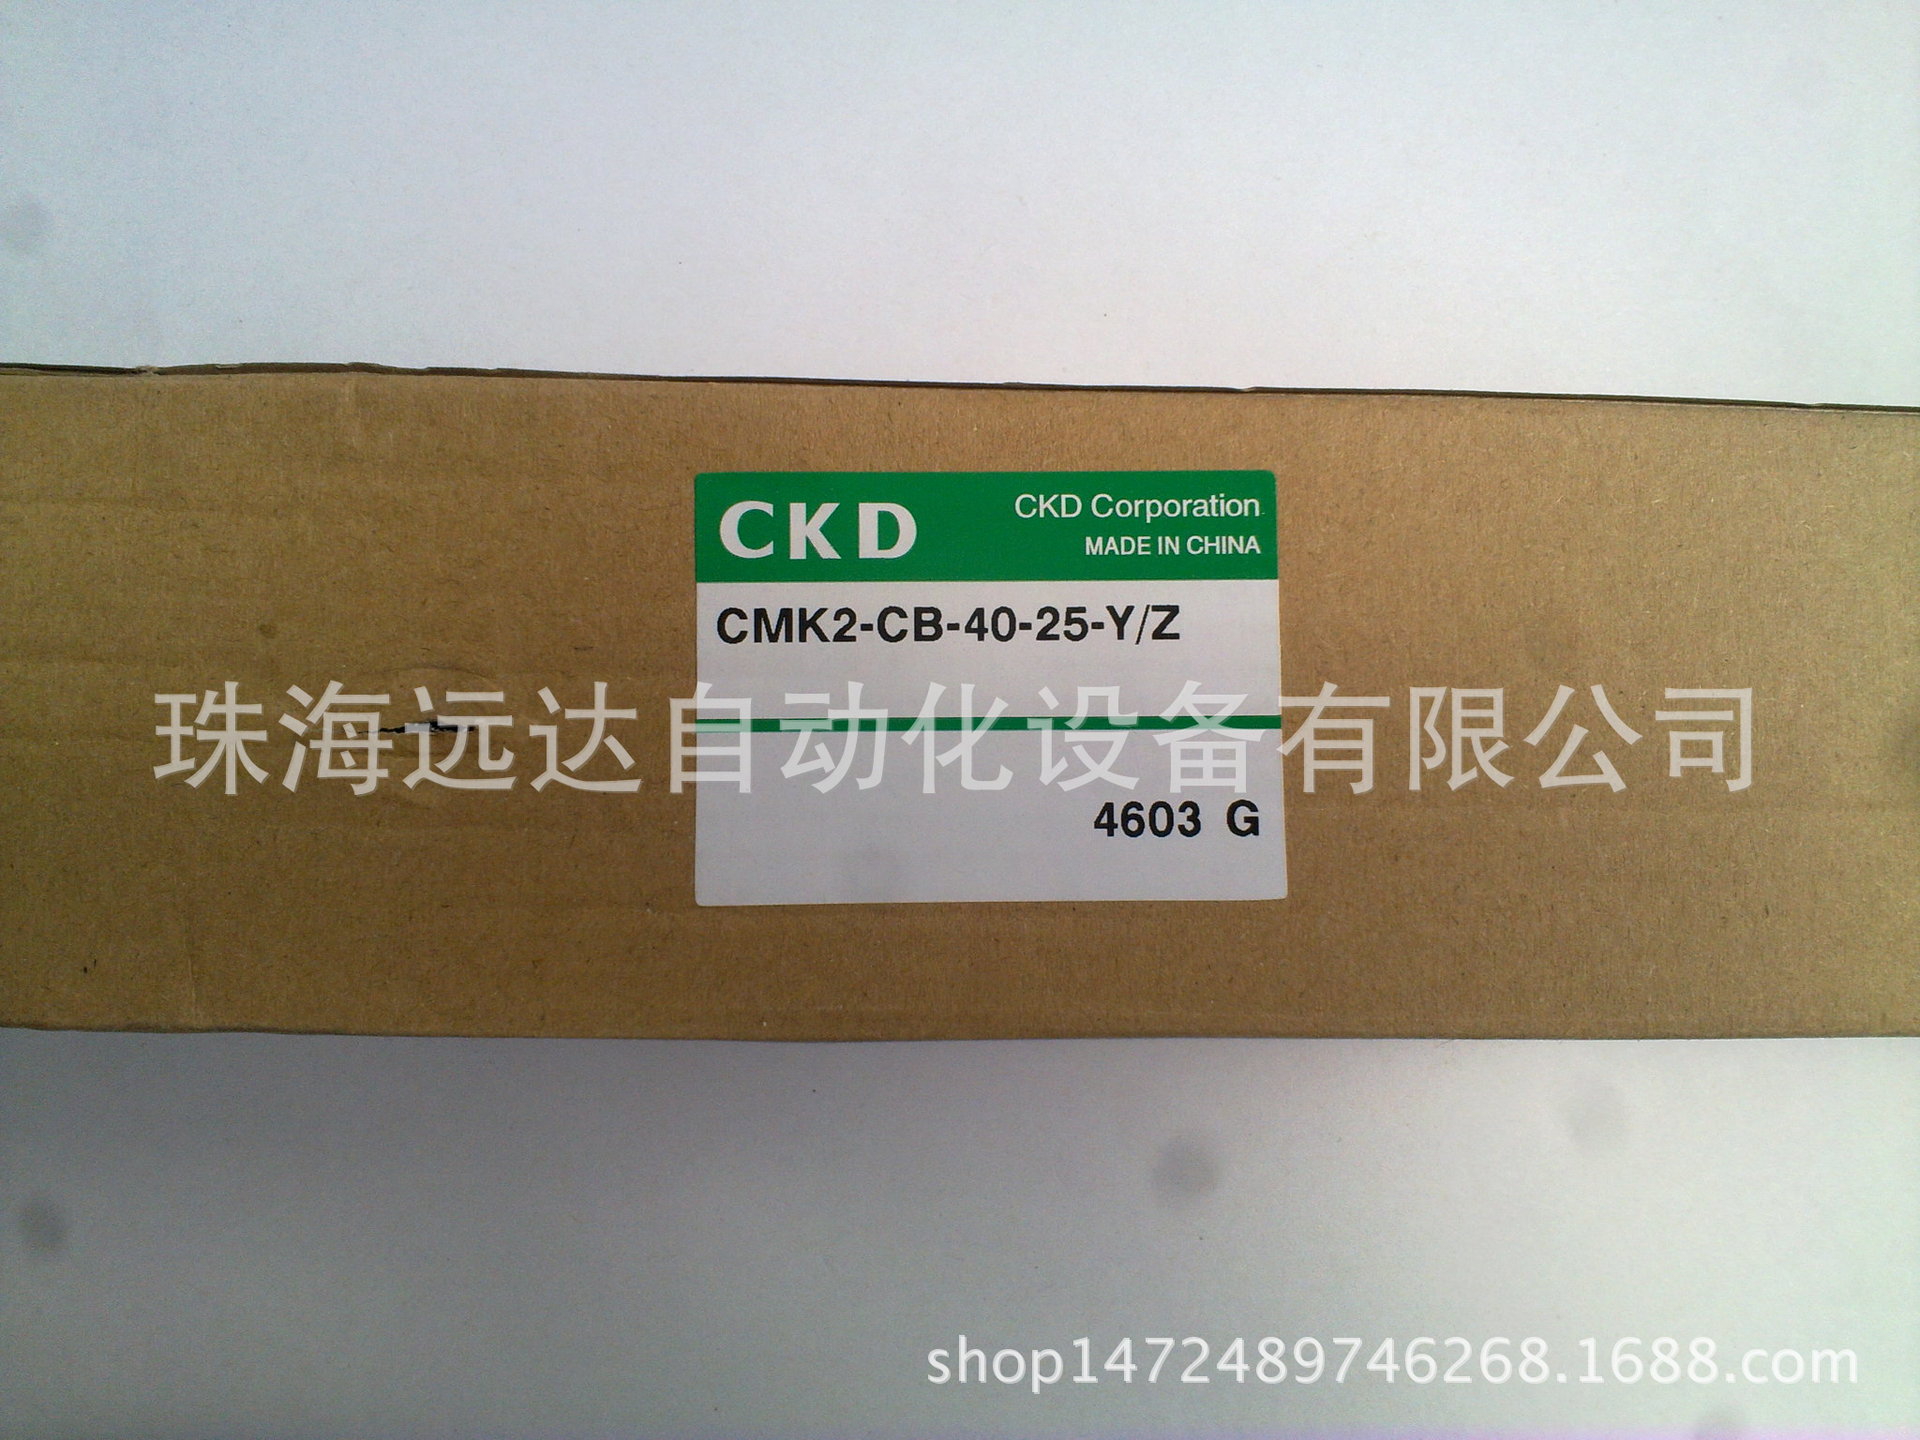 CKD
CKD Corporation
MADE IN CHINA
CMK2-CB-40-25-Y/Z
珠海远达自动化设备有限公司
4603 G
shop1472489746268.1688.com